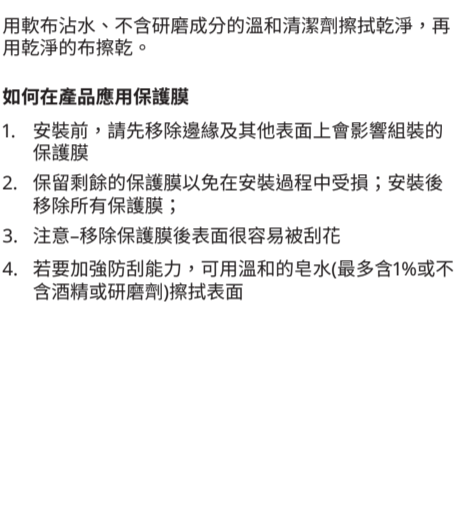 用軟布沾水、不含研磨成分的溫和清潔劑擦拭乾淨，再
用乾淨的布擦乾。
如何在產品應用保護膜
1. 安裝前，請先移除邊緣及其他表面上會影響組裝的
保護膜
2. 保留剩餘的保護膜以免在安裝過程中受損；安裝後
移除所有保護膜；
3. 注意–移除保護膜後表面很容易被刮花
4. 若要加強防刮能力，可用溫和的皂水(最多含1%或不
含酒精或研磨劑)擦拭表面